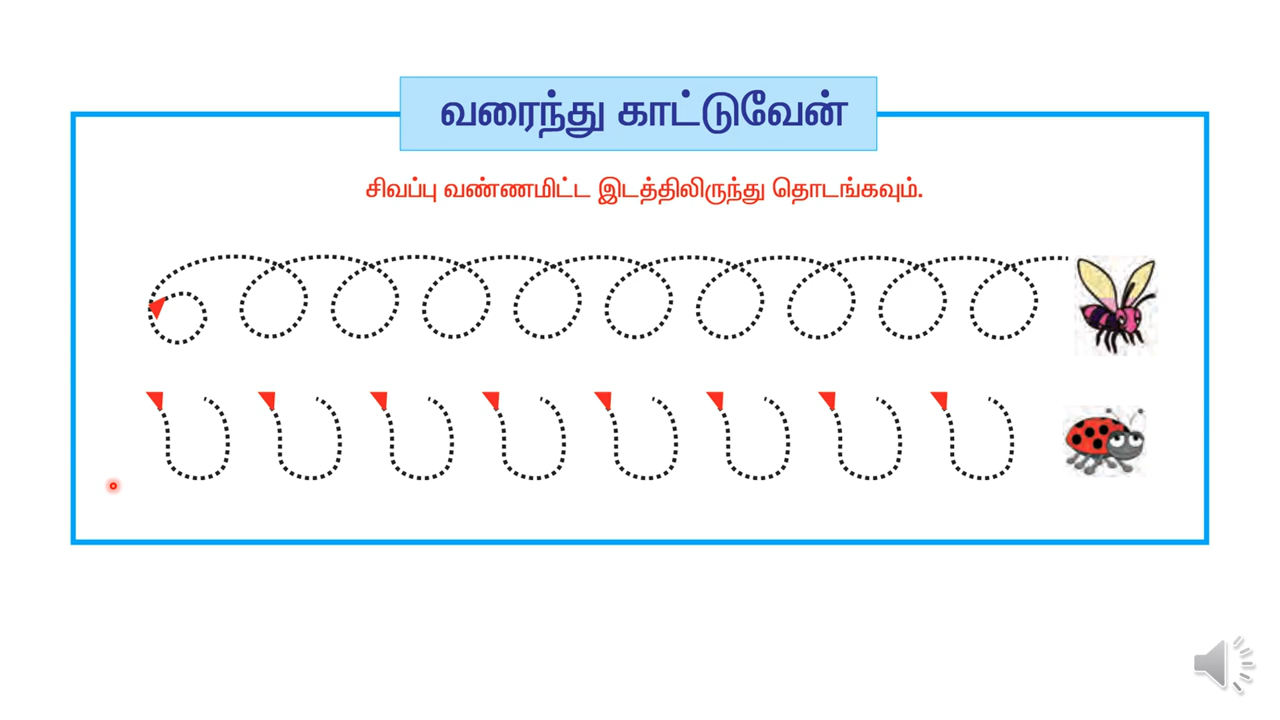 வரைந்து காட்டுவேன்
சிவப்பு வண்ணமிட்ட இடத்திலிருந்து தொடங்கவும்.